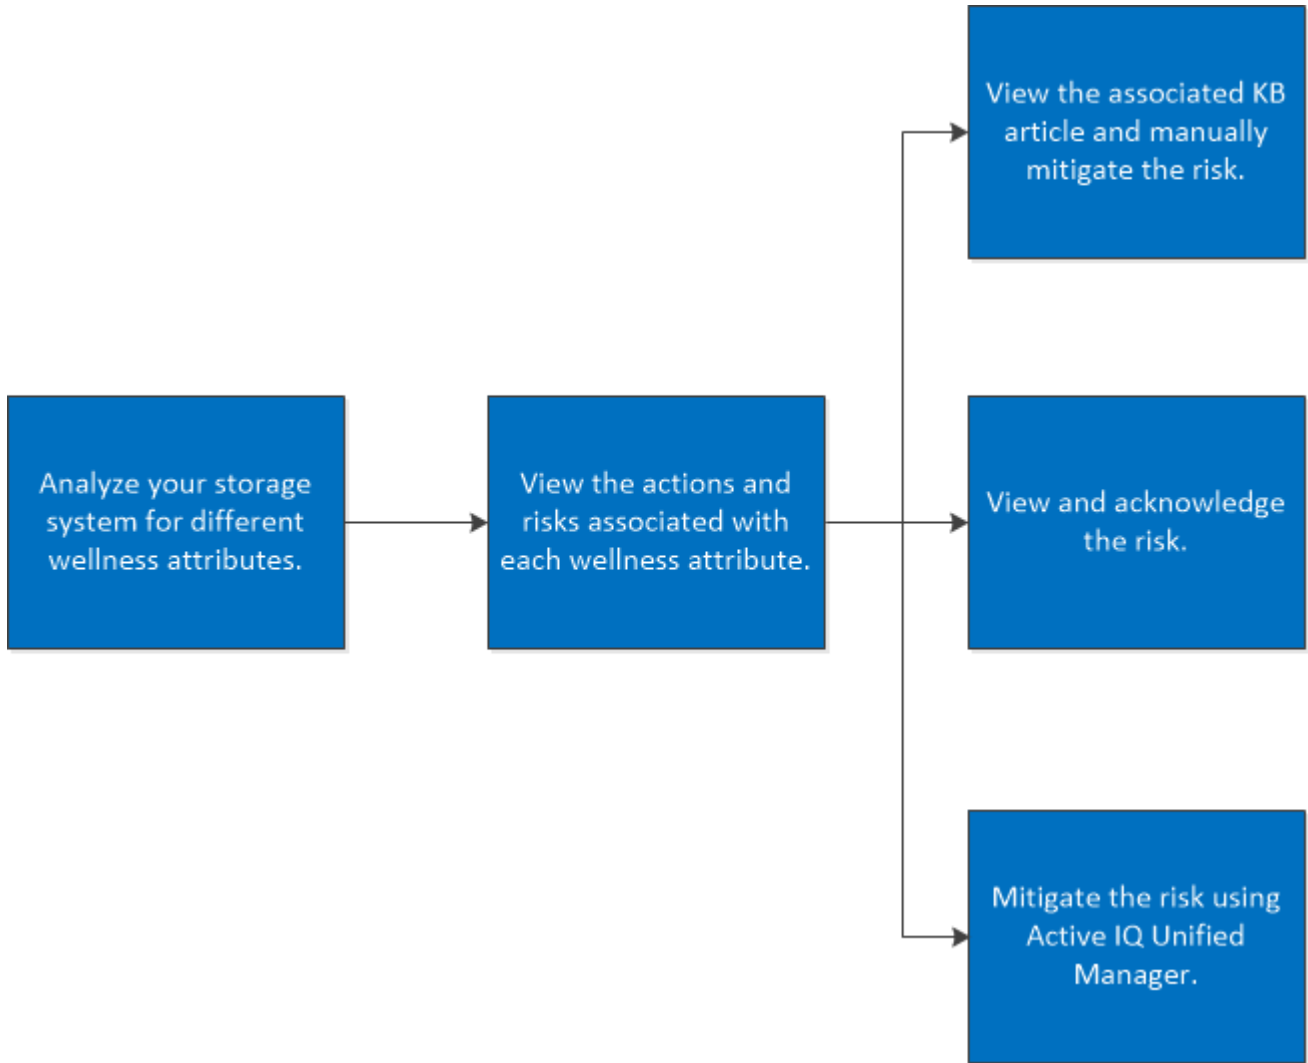 View the associated KB
article and manually
mitigate the risk.
Analyze your storage
system for different
wellness attributes.
View the actions and
risks associated with
each wellness attribute.
View and acknowledge
the risk.
Mitigate the risk using
Active IQ Unified
Manager.